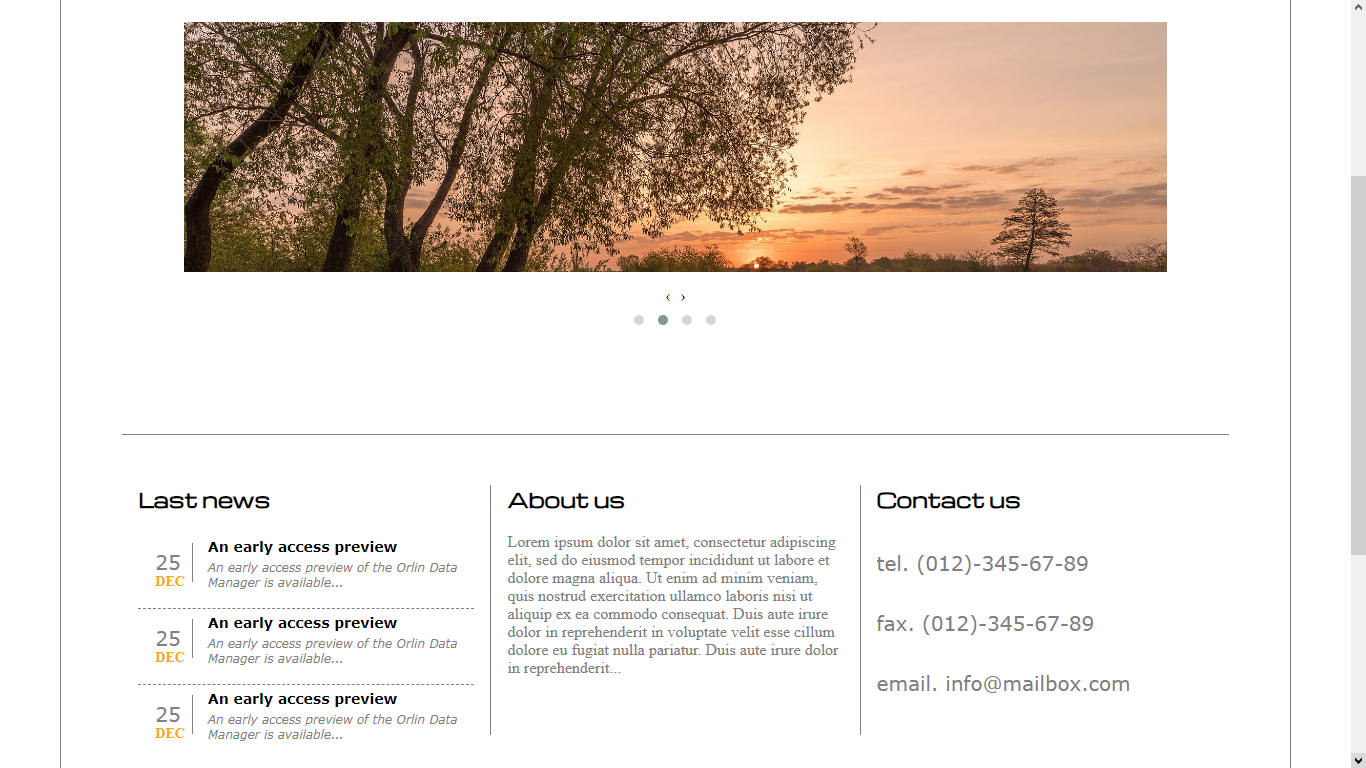 ‹ ›
Last news
25
DEC
An early access preview
An early access preview of the Orlin Data
Manager is available...
25
DEC
An early access preview
An early access preview of the Orlin Data
Manager is available...
25
DEC
An early access preview
An early access preview of the Orlin Data
Manager is available...
About us
Lorem ipsum dolor sit amet, consectetur adipiscing
elit, sed do eiusmod tempor incididunt ut labore et
dolore magna aliqua. Ut enim ad minim veniam,
quis nostrud exercitation ullamco laboris nisi ut
aliquip ex ea commodo consequat. Duis aute irure
dolor in reprehenderit in voluptate velit esse cillum
dolore eu fugiat nulla pariatur. Duis aute irure dolor
in reprehenderit...
Contact us
tel. (012)-345-67-89
fax. (012)-345-67-89
email. info@mailbox.com